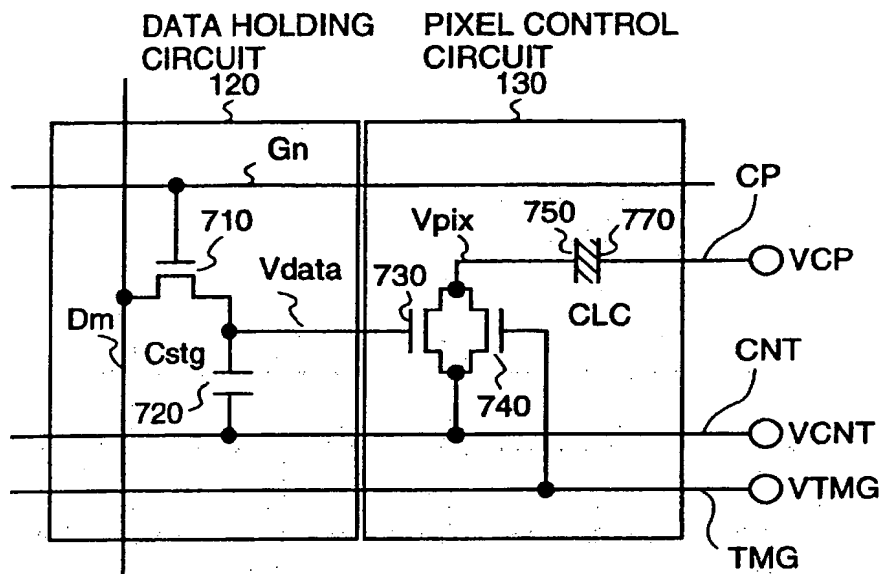 DATA HOLDING
CIRCUIT
120
PIXEL CONTROL
CIRCUIT
130
Gn
CP
710
Vpix
750
770
VCP
Vdata
730
Dm
CLC
Cstg
CNT
720
740
VCNT
VTMG
TMG